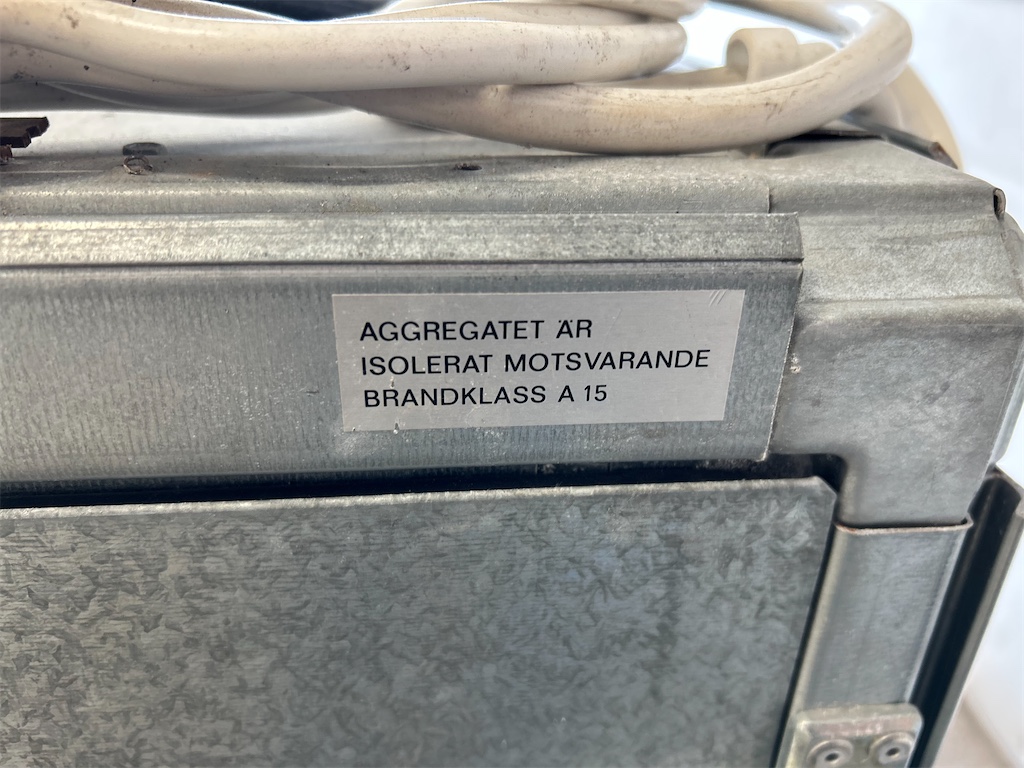 AGGREGATET ÄR
ISOLERAT MOTSVARANDE
BRANDKLASS A 15